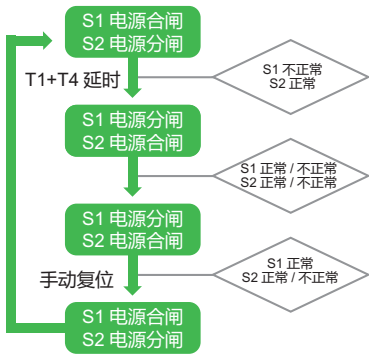 S1 电源合闸
S2 电源分闸
T1+T4 延时
S1 不正常
S2 正常
S1 电源分闸
S2 电源合闸
S1 正常 / 不正常
S2 正常 / 不正常
S1 电源分闸
S2 电源合闸
手动复位
S1 正常
S2 正常 / 不正常
S1 电源合闸
S2 电源分闸